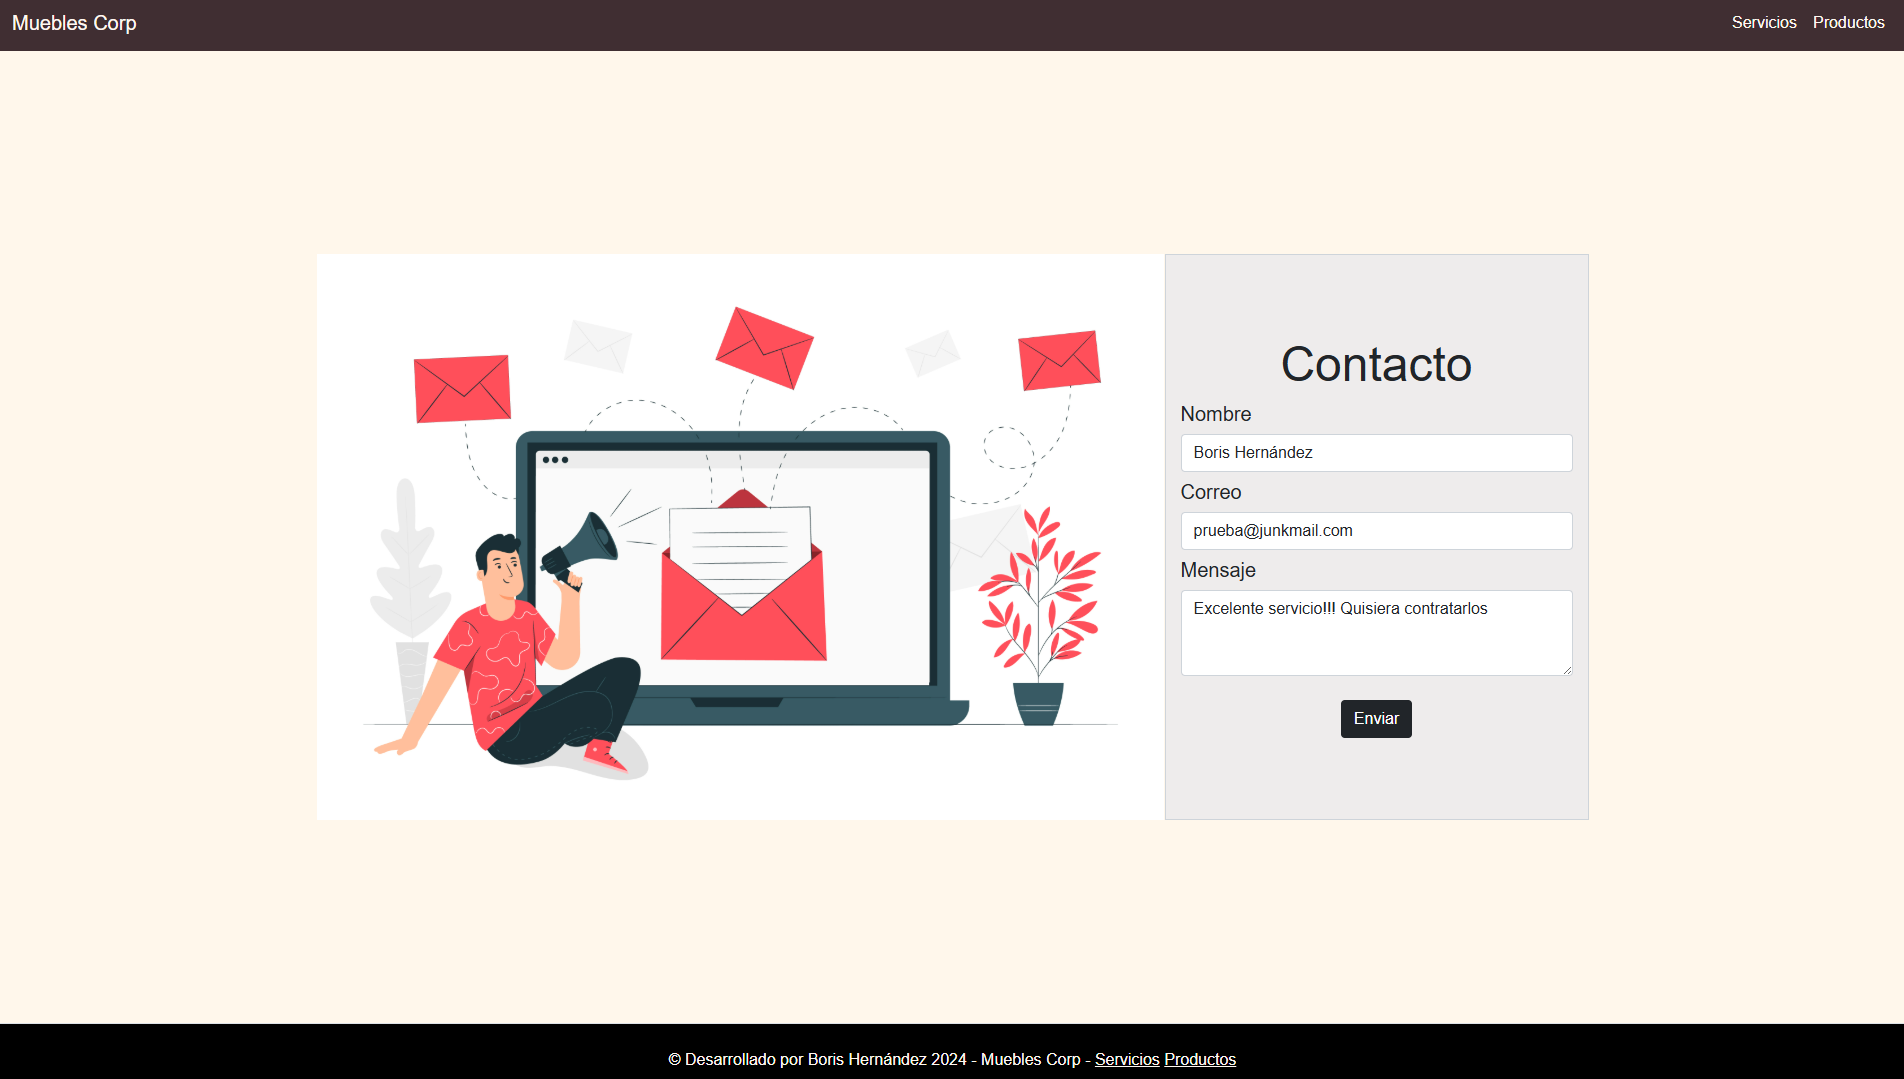 Muebles Corp
Servicios Productos
Contacto
Nombre
Boris Hernández
Correo
prueba@junkmail.com
Mensaje
Excelente servicio!!! Quisiera contratarlos
Enviar
© Desarrollado por Boris Hernández 2024 - Muebles Corp - Servicios Productos